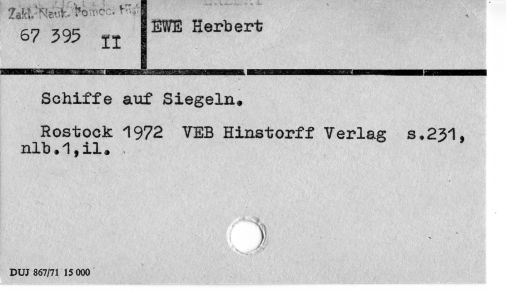 Zakł. Nauk. Pomoc. Hist.
67 395 II
EWE Herbert
Schiffe auf Siegeln.
Rostock 1972 VEB Hinstorff Verlag s.231,
nlb.1,il.
DUJ 867/71 15 000